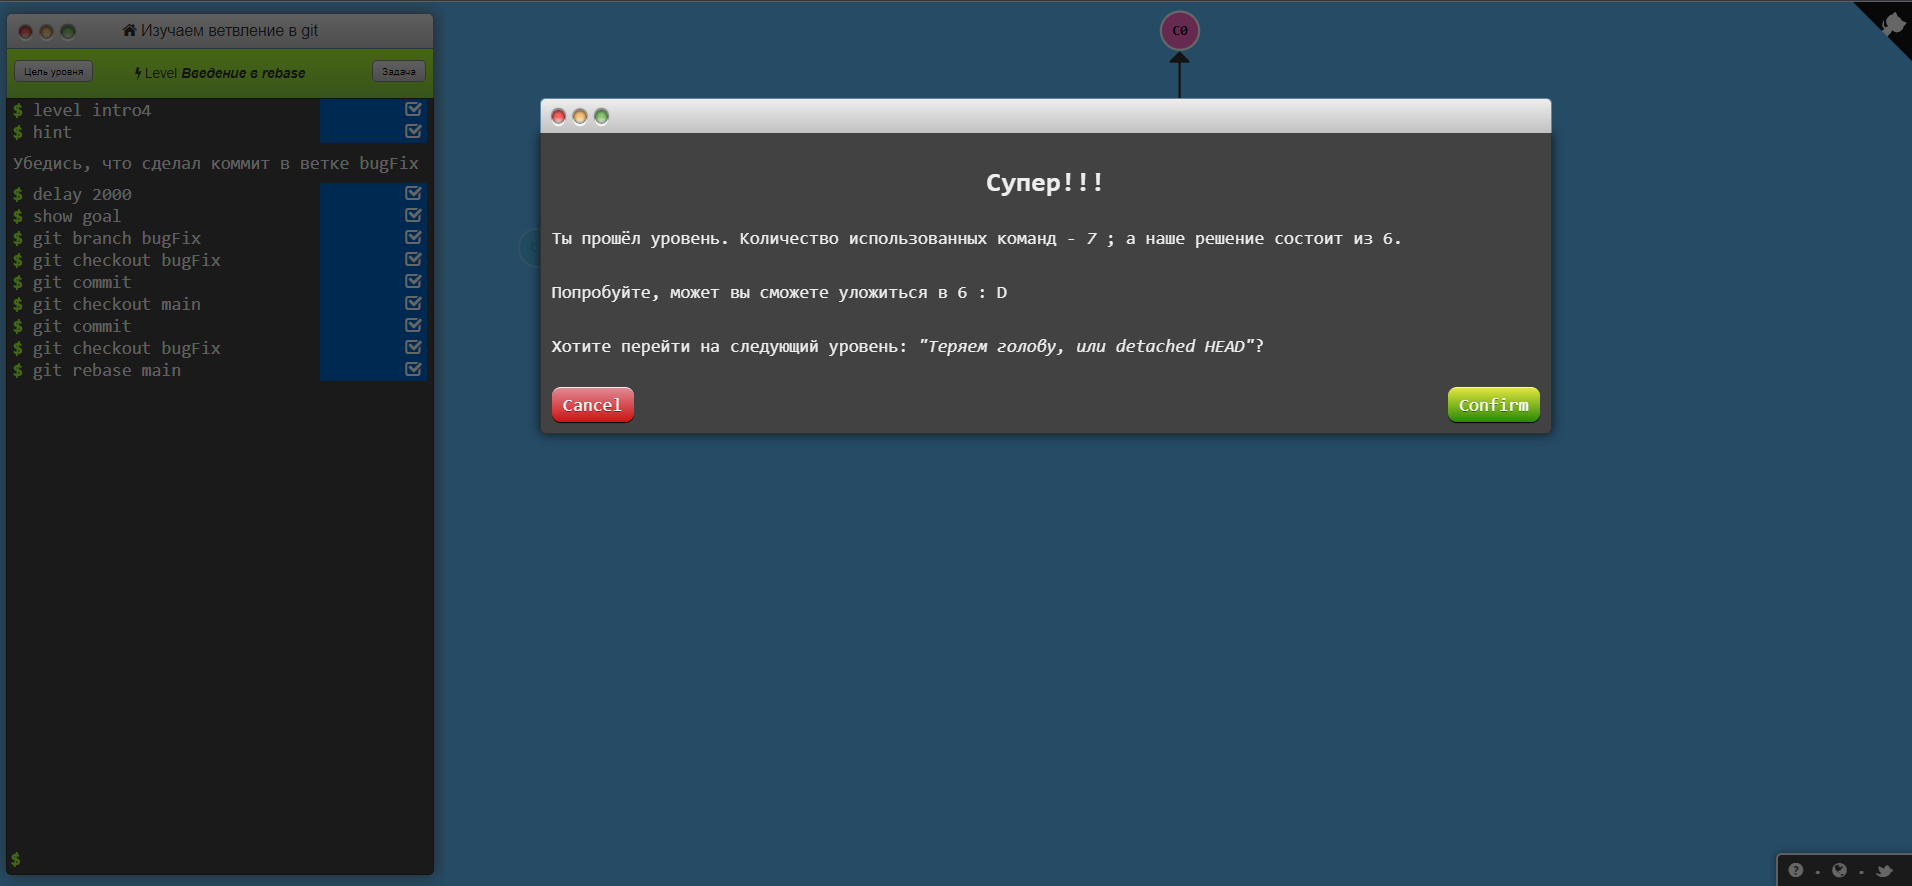 Изучаем ветвление в git
Цель уровня
Level Введение в rebase
Задача
$ level intro4
$ hint
Убедись, что сделал коммит в ветке bugFix
$ delay 2000
$ show goal
$ git branch bugFix
$ git checkout bugFix
$ git commit
$ git checkout main
$ git commit
$ git checkout bugFix
$ git rebase main
$
C0
Супер!!!
Ты прошёл уровень. Количество использованных команд - 7 ; а наше решение состоит из 6.
Попробуйте, может вы сможете уложиться в 6 : D
Хотите перейти на следующий уровень: "Теряем голову, или detached HEAD"?
Cancel
Confirm